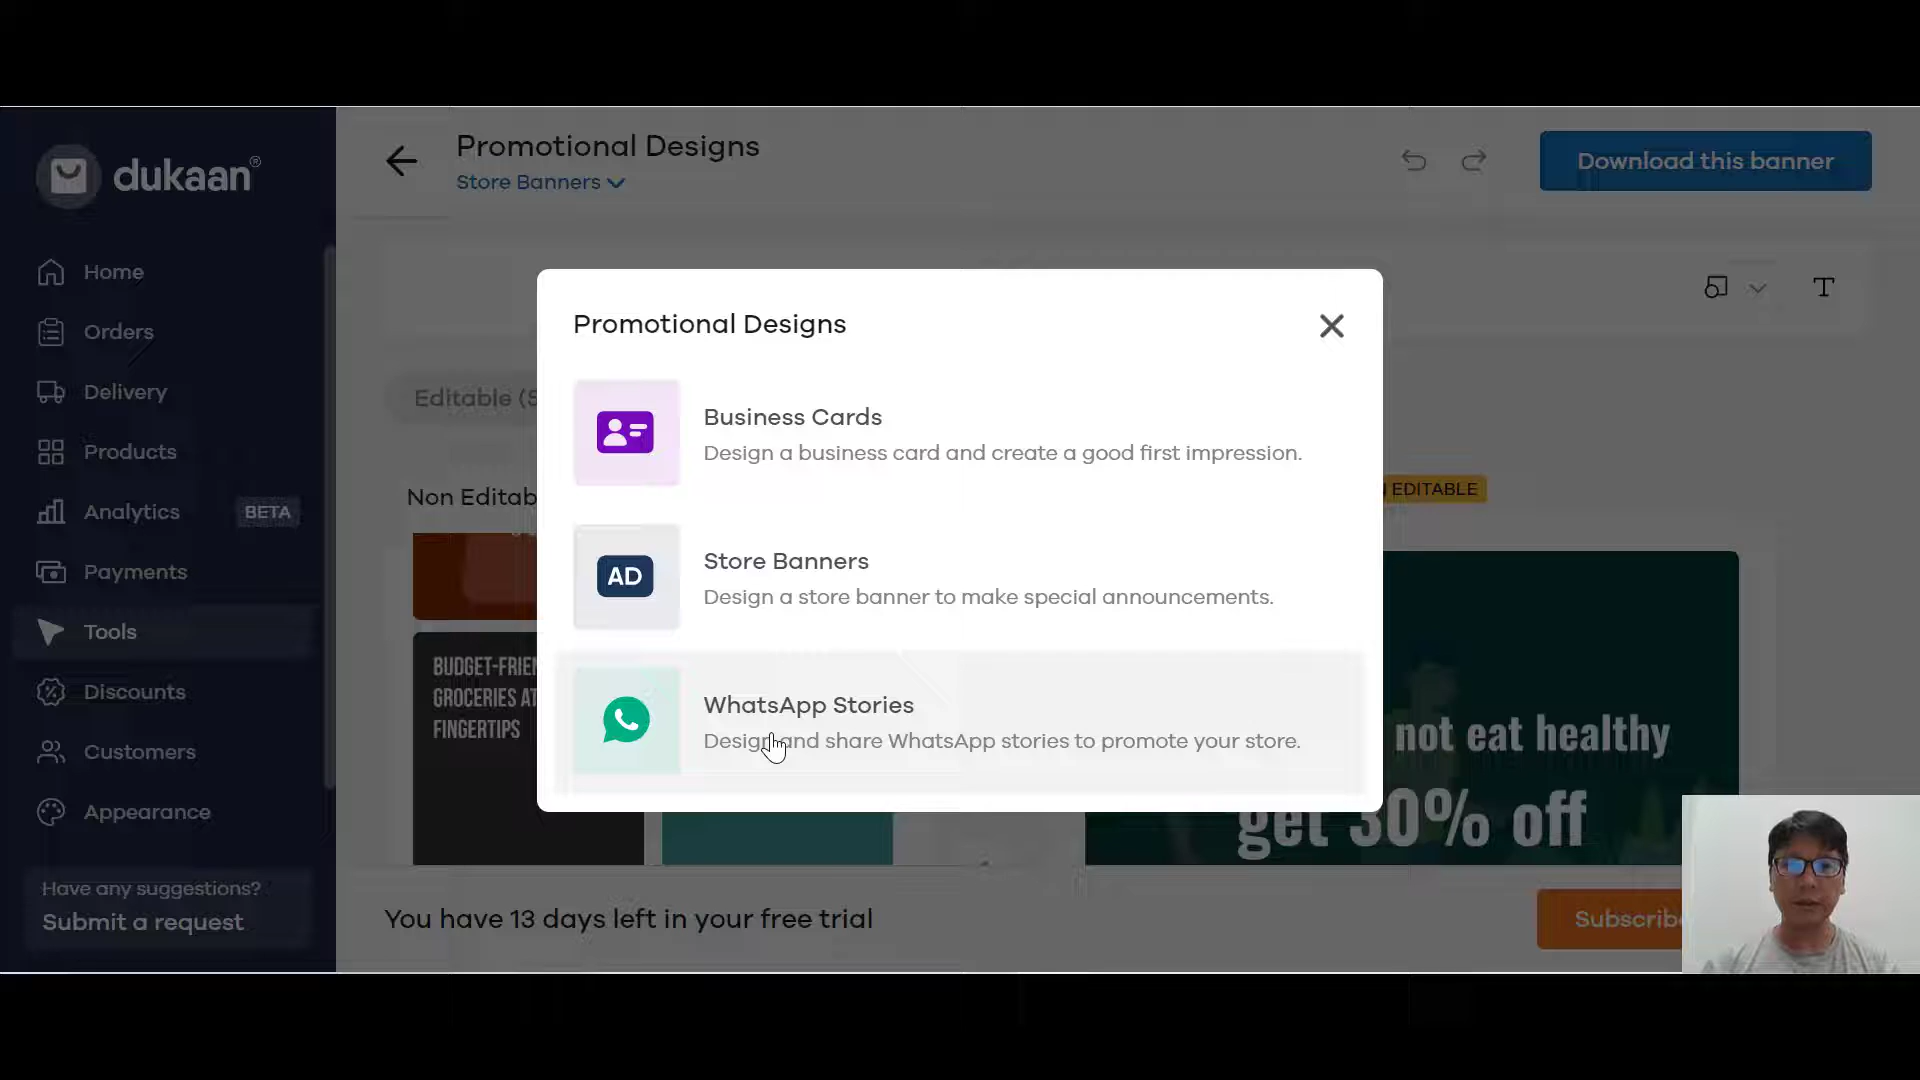 dukaan®
Home
Orders
Delivery
Products
Analytics BETA
Payments
Tools
Discounts
Customers
Appearance
Have any suggestions?
Submit a request
Promotional Designs
Store Banners
Download this banner
T
Editable
Non
EDITABLE
BUDGET-
GROCERIES
FINGERTIPS
not eat healthy
get 30% off
Promotional Designs
Business Cards
Design a business card and create a good first impression.
AD
Store Banners
Design a store banner to make special announcements.
WhatsApp Stories
Design and share WhatsApp stories to promote your store.
You have 13 days left in your free trial
Subscribe